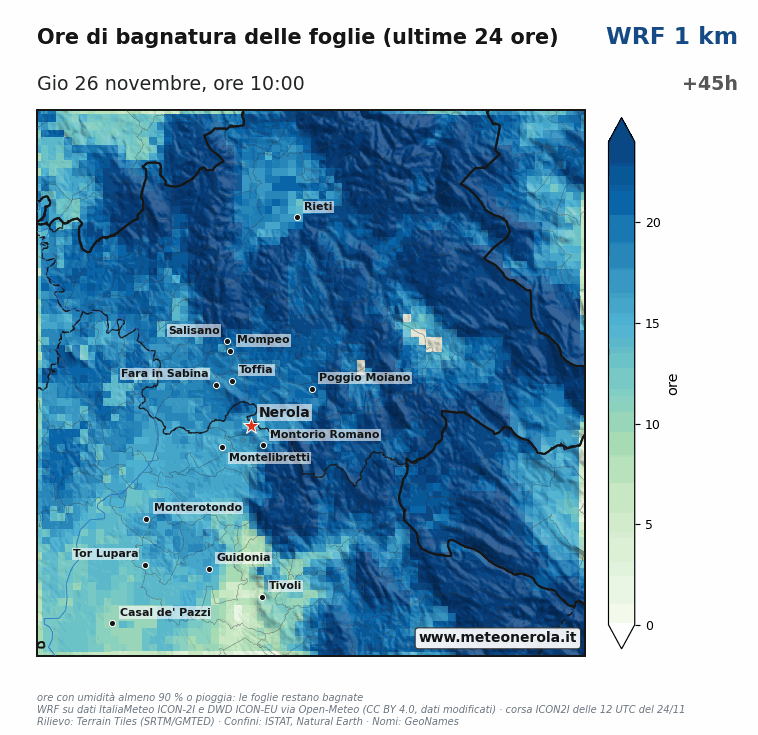 Ore di bagnatura delle foglie (ultime 24 ore)
WRF 1 km
Gio 26 novembre, ore 10:00
+45h
Rieti
Salisano
Mompeo
Fara in Sabina
Toffia
Poggio Moiano
Nerola
Montorio Romano
Montelibretti
Monterotondo
Tor Lupara
Guidonia
Tivoli
Casal de' Pazzi
www.meteonerola.it
20
15
10
5
0
ore
ore con umidità almeno 90 % o pioggia: le foglie restano bagnate
WRF su dati ItaliaMeteo ICON-2I e DWD ICON-EU via Open-Meteo (CC BY 4.0, dati modificati) · corsa ICON2I delle 12 UTC del 24/11
Rilievo: Terrain Tiles (SRTM/GMTED) · Confini: ISTAT, Natural Earth · Nomi: GeoNames